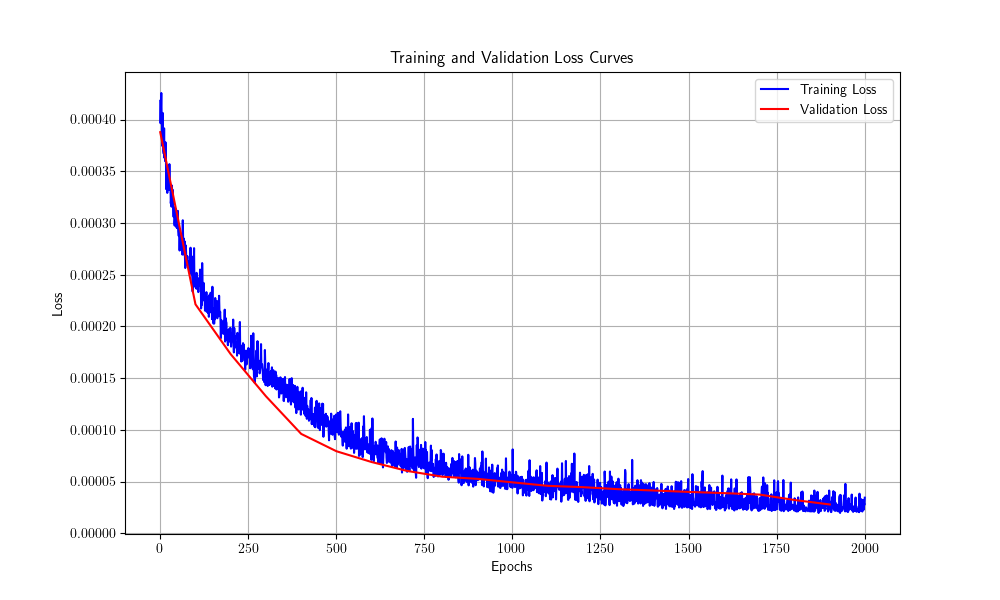 Training and Validation Loss Curves
Training Loss
Validation Loss
0.00040
0.00035
0.00030
0.00025
0.00020
0.00015
0.00010
0.00005
0.00000
Loss
0 250 500 750 1000 1250 1500 1750 2000
Epochs